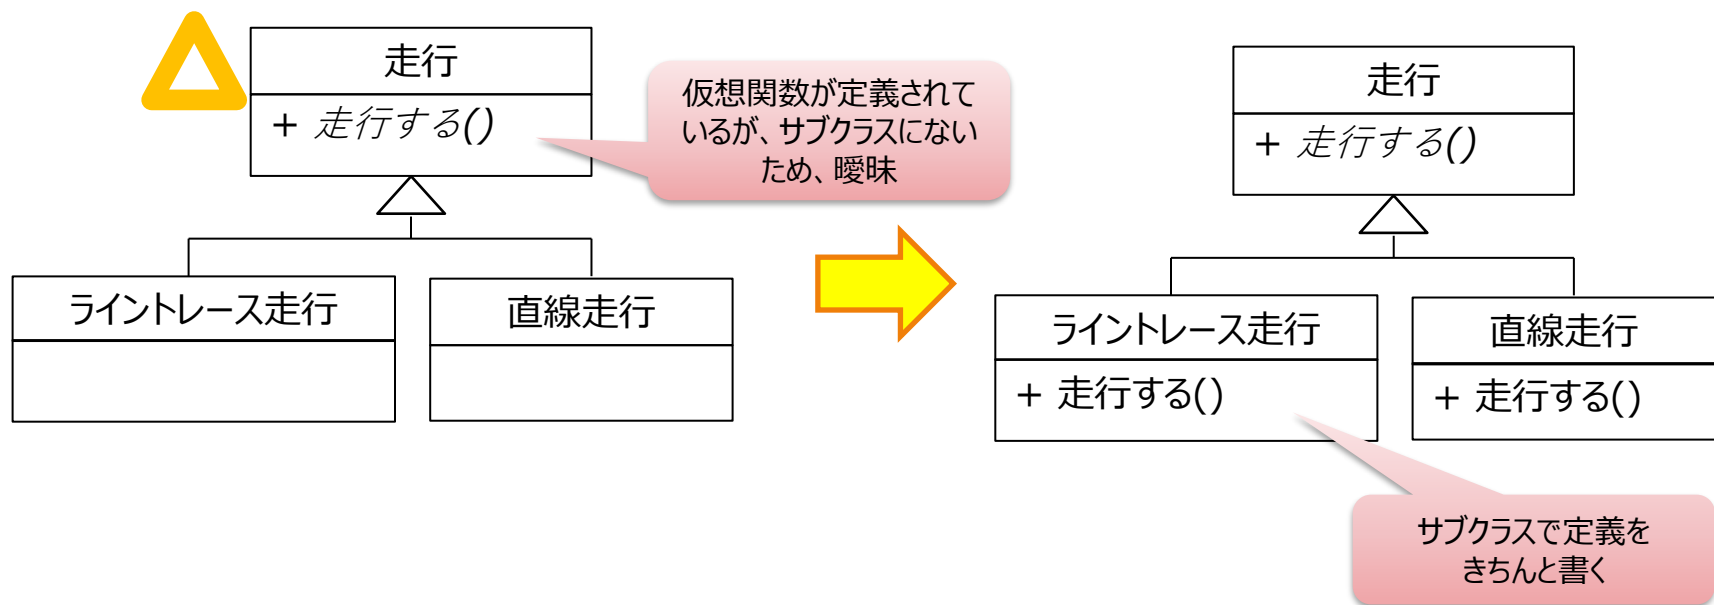 走行
+ 走行する()
仮想関数が定義されて
いるが、サブクラスにない
ため、曖昧
ライントレース走行
直線走行
走行
+ 走行する()
ライントレース走行
+ 走行する()
直線走行
+ 走行する()
サブクラスで定義を
きちんと書く